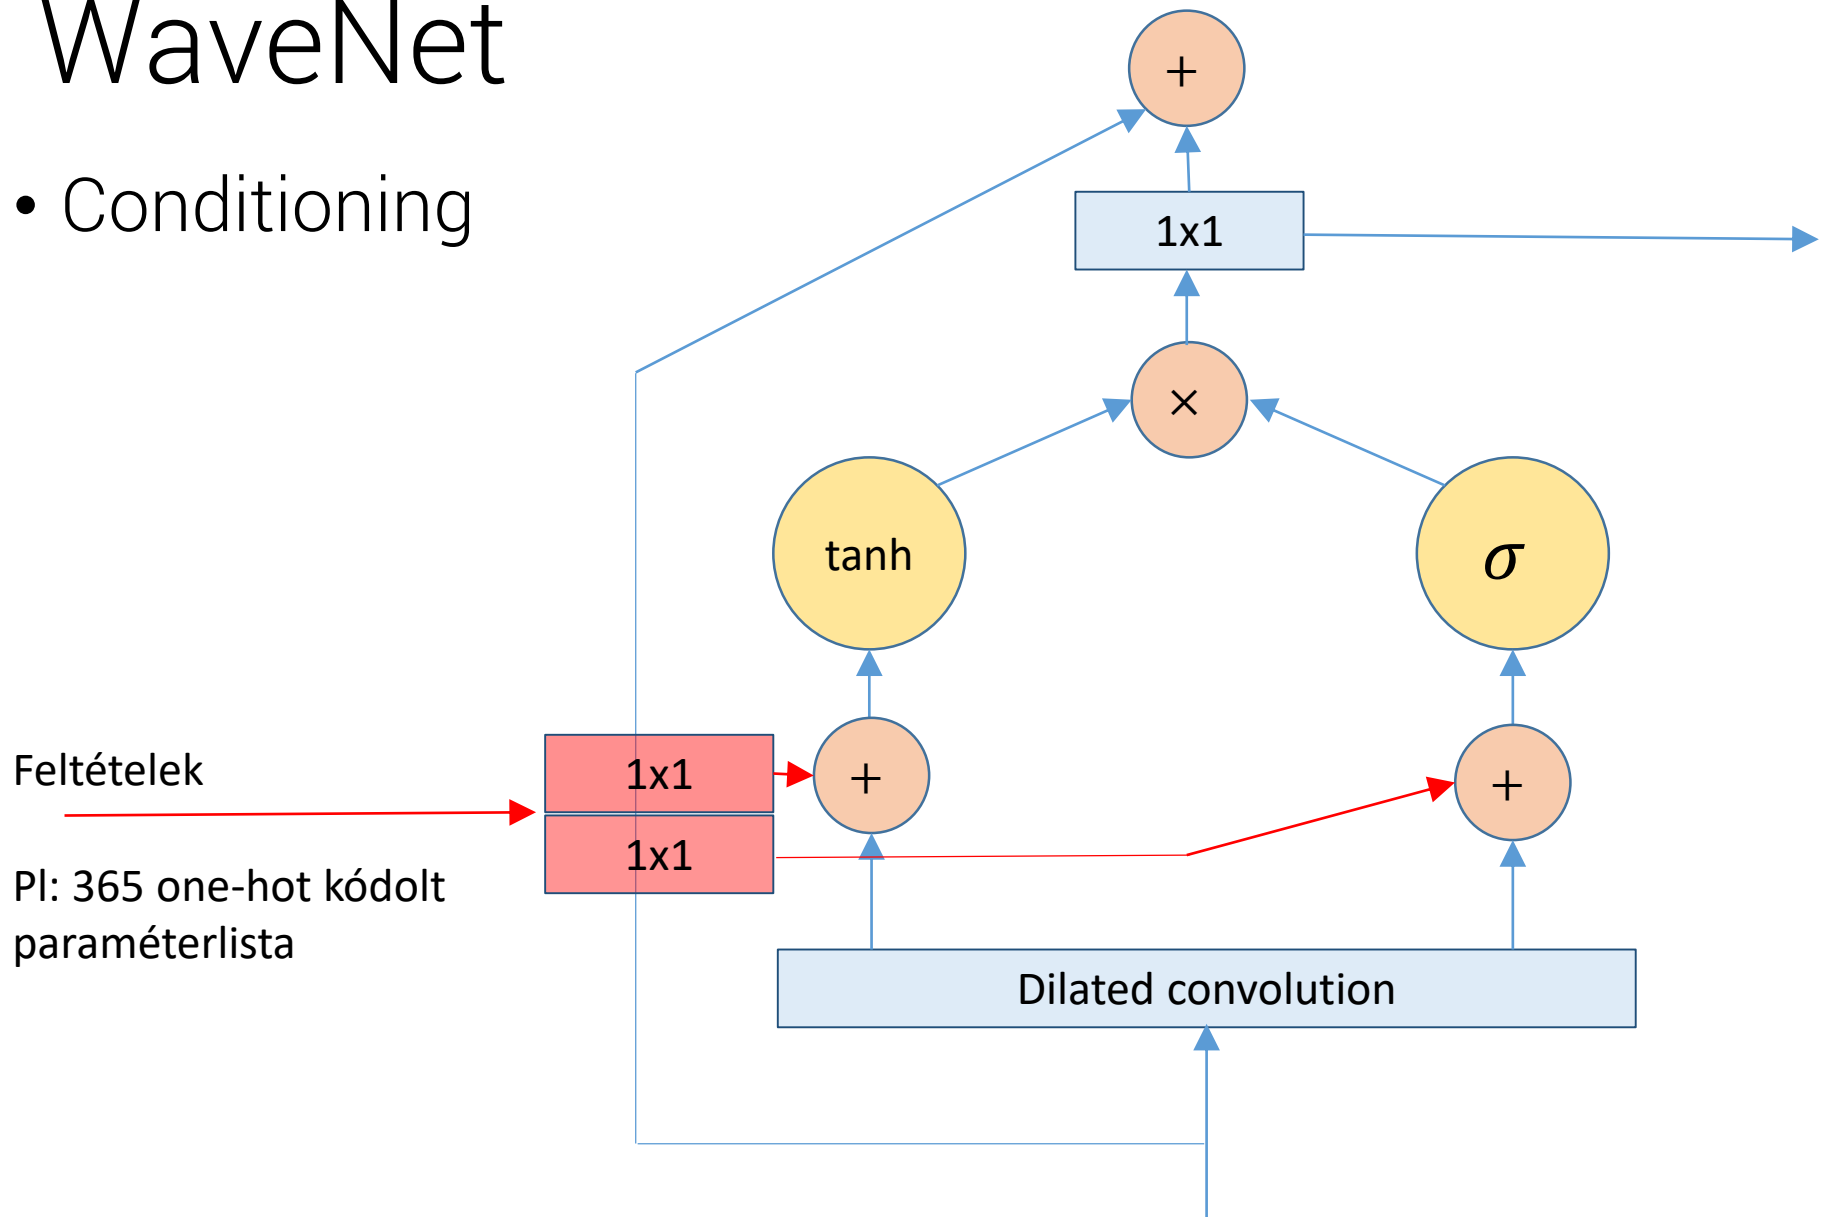 WaveNet
• Conditioning
+
1x1
×
tanh
σ
Feltételek
1x1
+
+
1x1
Pl: 365 one-hot kódolt
paraméterlista
Dilated convolution